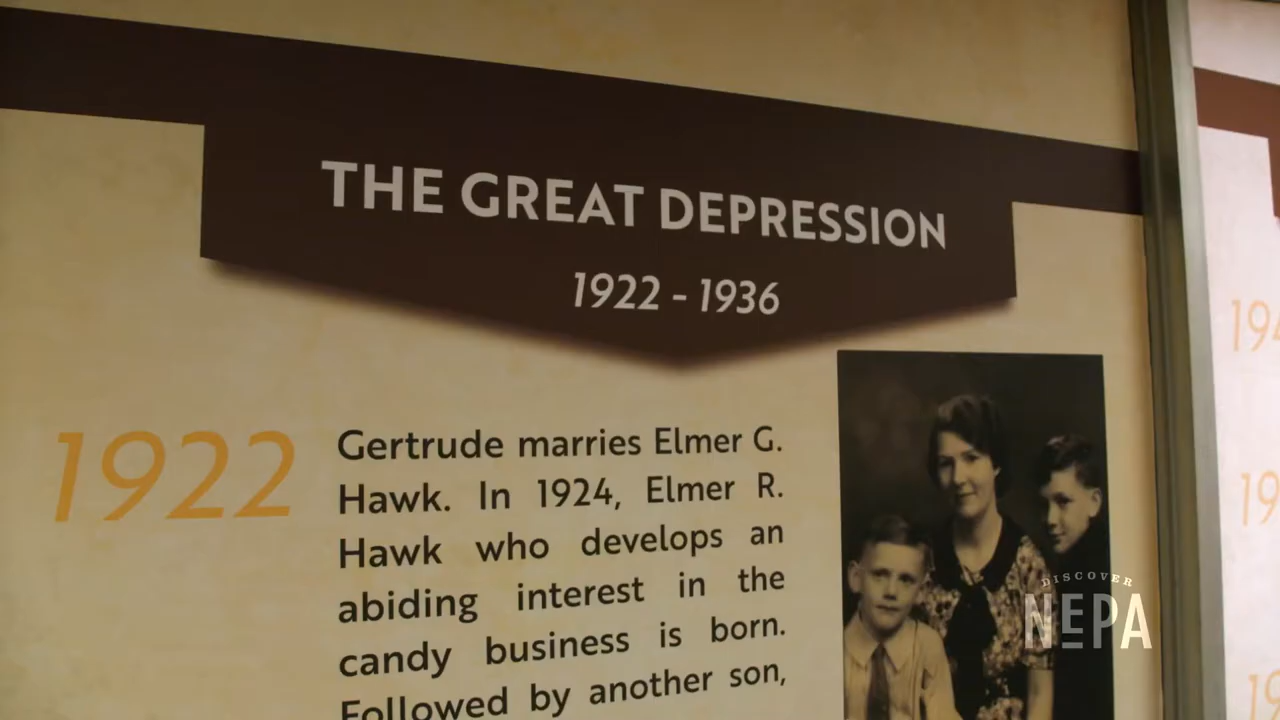 THE GREAT DEPRESSION
1922 - 1936
1922
Gertrude marries Elmer G.
Hawk. In 1924, Elmer R.
Hawk who develops an
abiding interest in the
candy business is born.
Followed by another son,
DISCOVER
NEPA